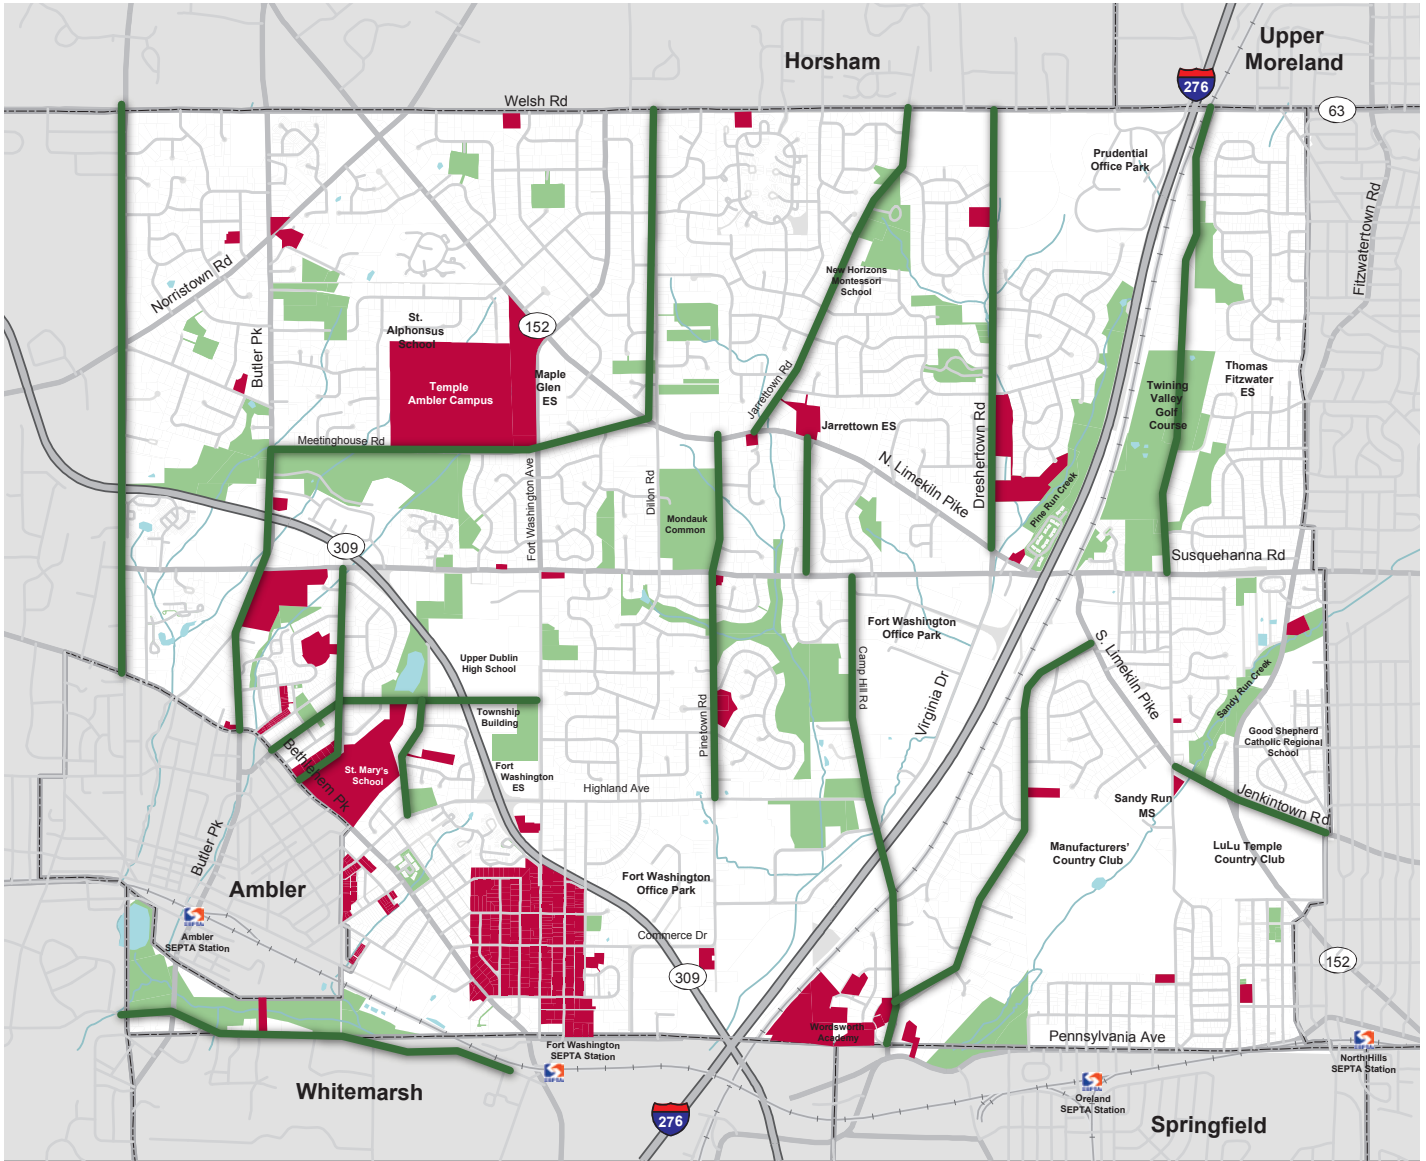 Horsham
Upper
Moreland
276
Welsh Rd
63
Prudential
Office Park
Fitzwatertown Rd
Norristown Rd
New Horizons
Montessori
School
Butler Pk
St.
Alphonsus
School
152
Temple
Ambler Campus
Maple
Glen
ES
Jarrettown Rd
Twining
Valley
Golf
Course
Thomas
Fitzwater
ES
Meetinghouse Rd
Jarrettown ES
Dreshertown Rd
N. Limekiln Pike
Fort Washington Ave
Dillon Rd
Pine Run Creek
Mondauk
Common
309
Susquehanna Rd
Fort Washington
Office Park
Upper Dublin
High School
Camp Hill Rd
S. Limekiln Pike
Virginia Dr
Sandy Run Creek
Pinetown Rd
Township
Building
Good Shepherd
Catholic Regional
School
Bethlehem Pk
St. Mary's
School
Fort
Washington
ES
Highland Ave
Sandy Run
MS
Jenkintown Rd
Butler Pk
Manufacturers'
Country Club
LuLu Temple
Country Club
Ambler
Fort Washington
Office Park
SEPTA
Ambler
SEPTA Station
Commerce Dr
309
152
Wordsworth
Academy
Pennsylvania Ave
Fort Washington
SEPTA Station
SEPTA
SEPTA
North Hills
SEPTA Station
SEPTA
Oreland
SEPTA Station
Whitemarsh
276
Springfield